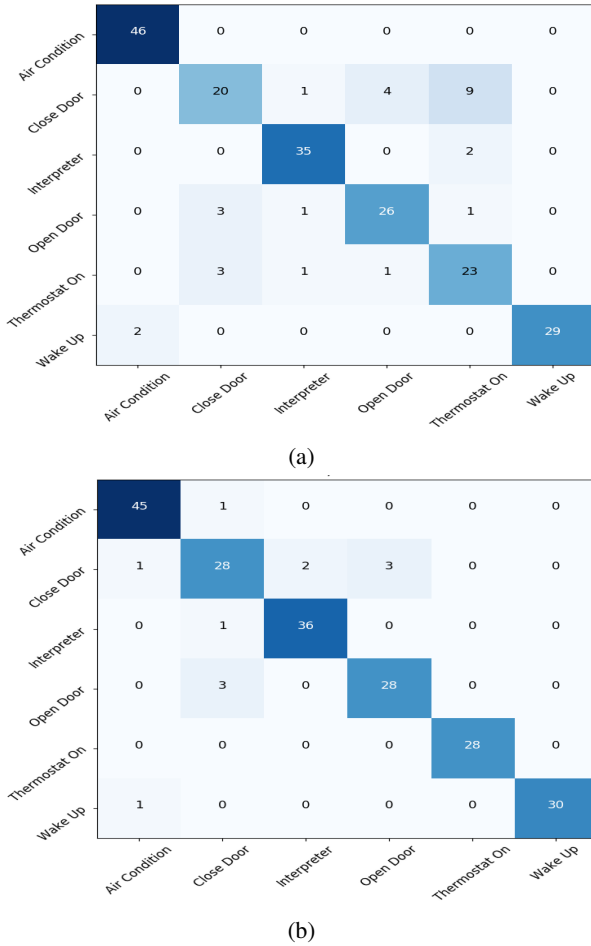 Air Condition 46 0 0 0 0 0
Close Door 0 20 1 4 9 0
Interpreter 0 0 35 0 2 0
Open Door 0 3 1 26 1 0
Thermostat On 0 3 1 1 23 0
Wake Up 2 0 0 0 0 29
Air Condition Close Door Interpreter Open Door Thermostat On Wake Up
(a)
Air Condition 45 1 0 0 0 0
Close Door 1 28 2 3 0 0
Interpreter 0 1 36 0 0 0
Open Door 0 3 0 28 0 0
Thermostat On 0 0 0 0 28 0
Wake Up 1 0 0 0 0 30
Air Condition Close Door Interpreter Open Door Thermostat On Wake Up
(b)